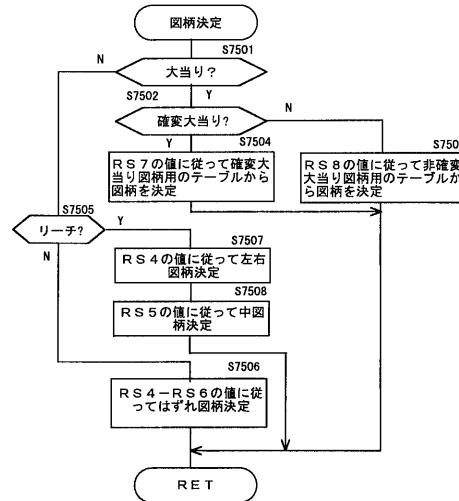 図柄決定
S7501
N
大当り?
S7502
Y
N
確変大当り?
Y
S7504
RS7の値に従って確変大
当り図柄用のテーブルから
図柄を決定
RS8の値に従って非確変
大当り図柄用のテーブルか
ら図柄を決定
S7505
リーチ?
Y
N
S7507
RS4の値に従って左右
図柄決定
S7508
RS5の値に従って中図
柄決定
S7506
RS4-RS6の値に従
ってはずれ図柄決定
RET